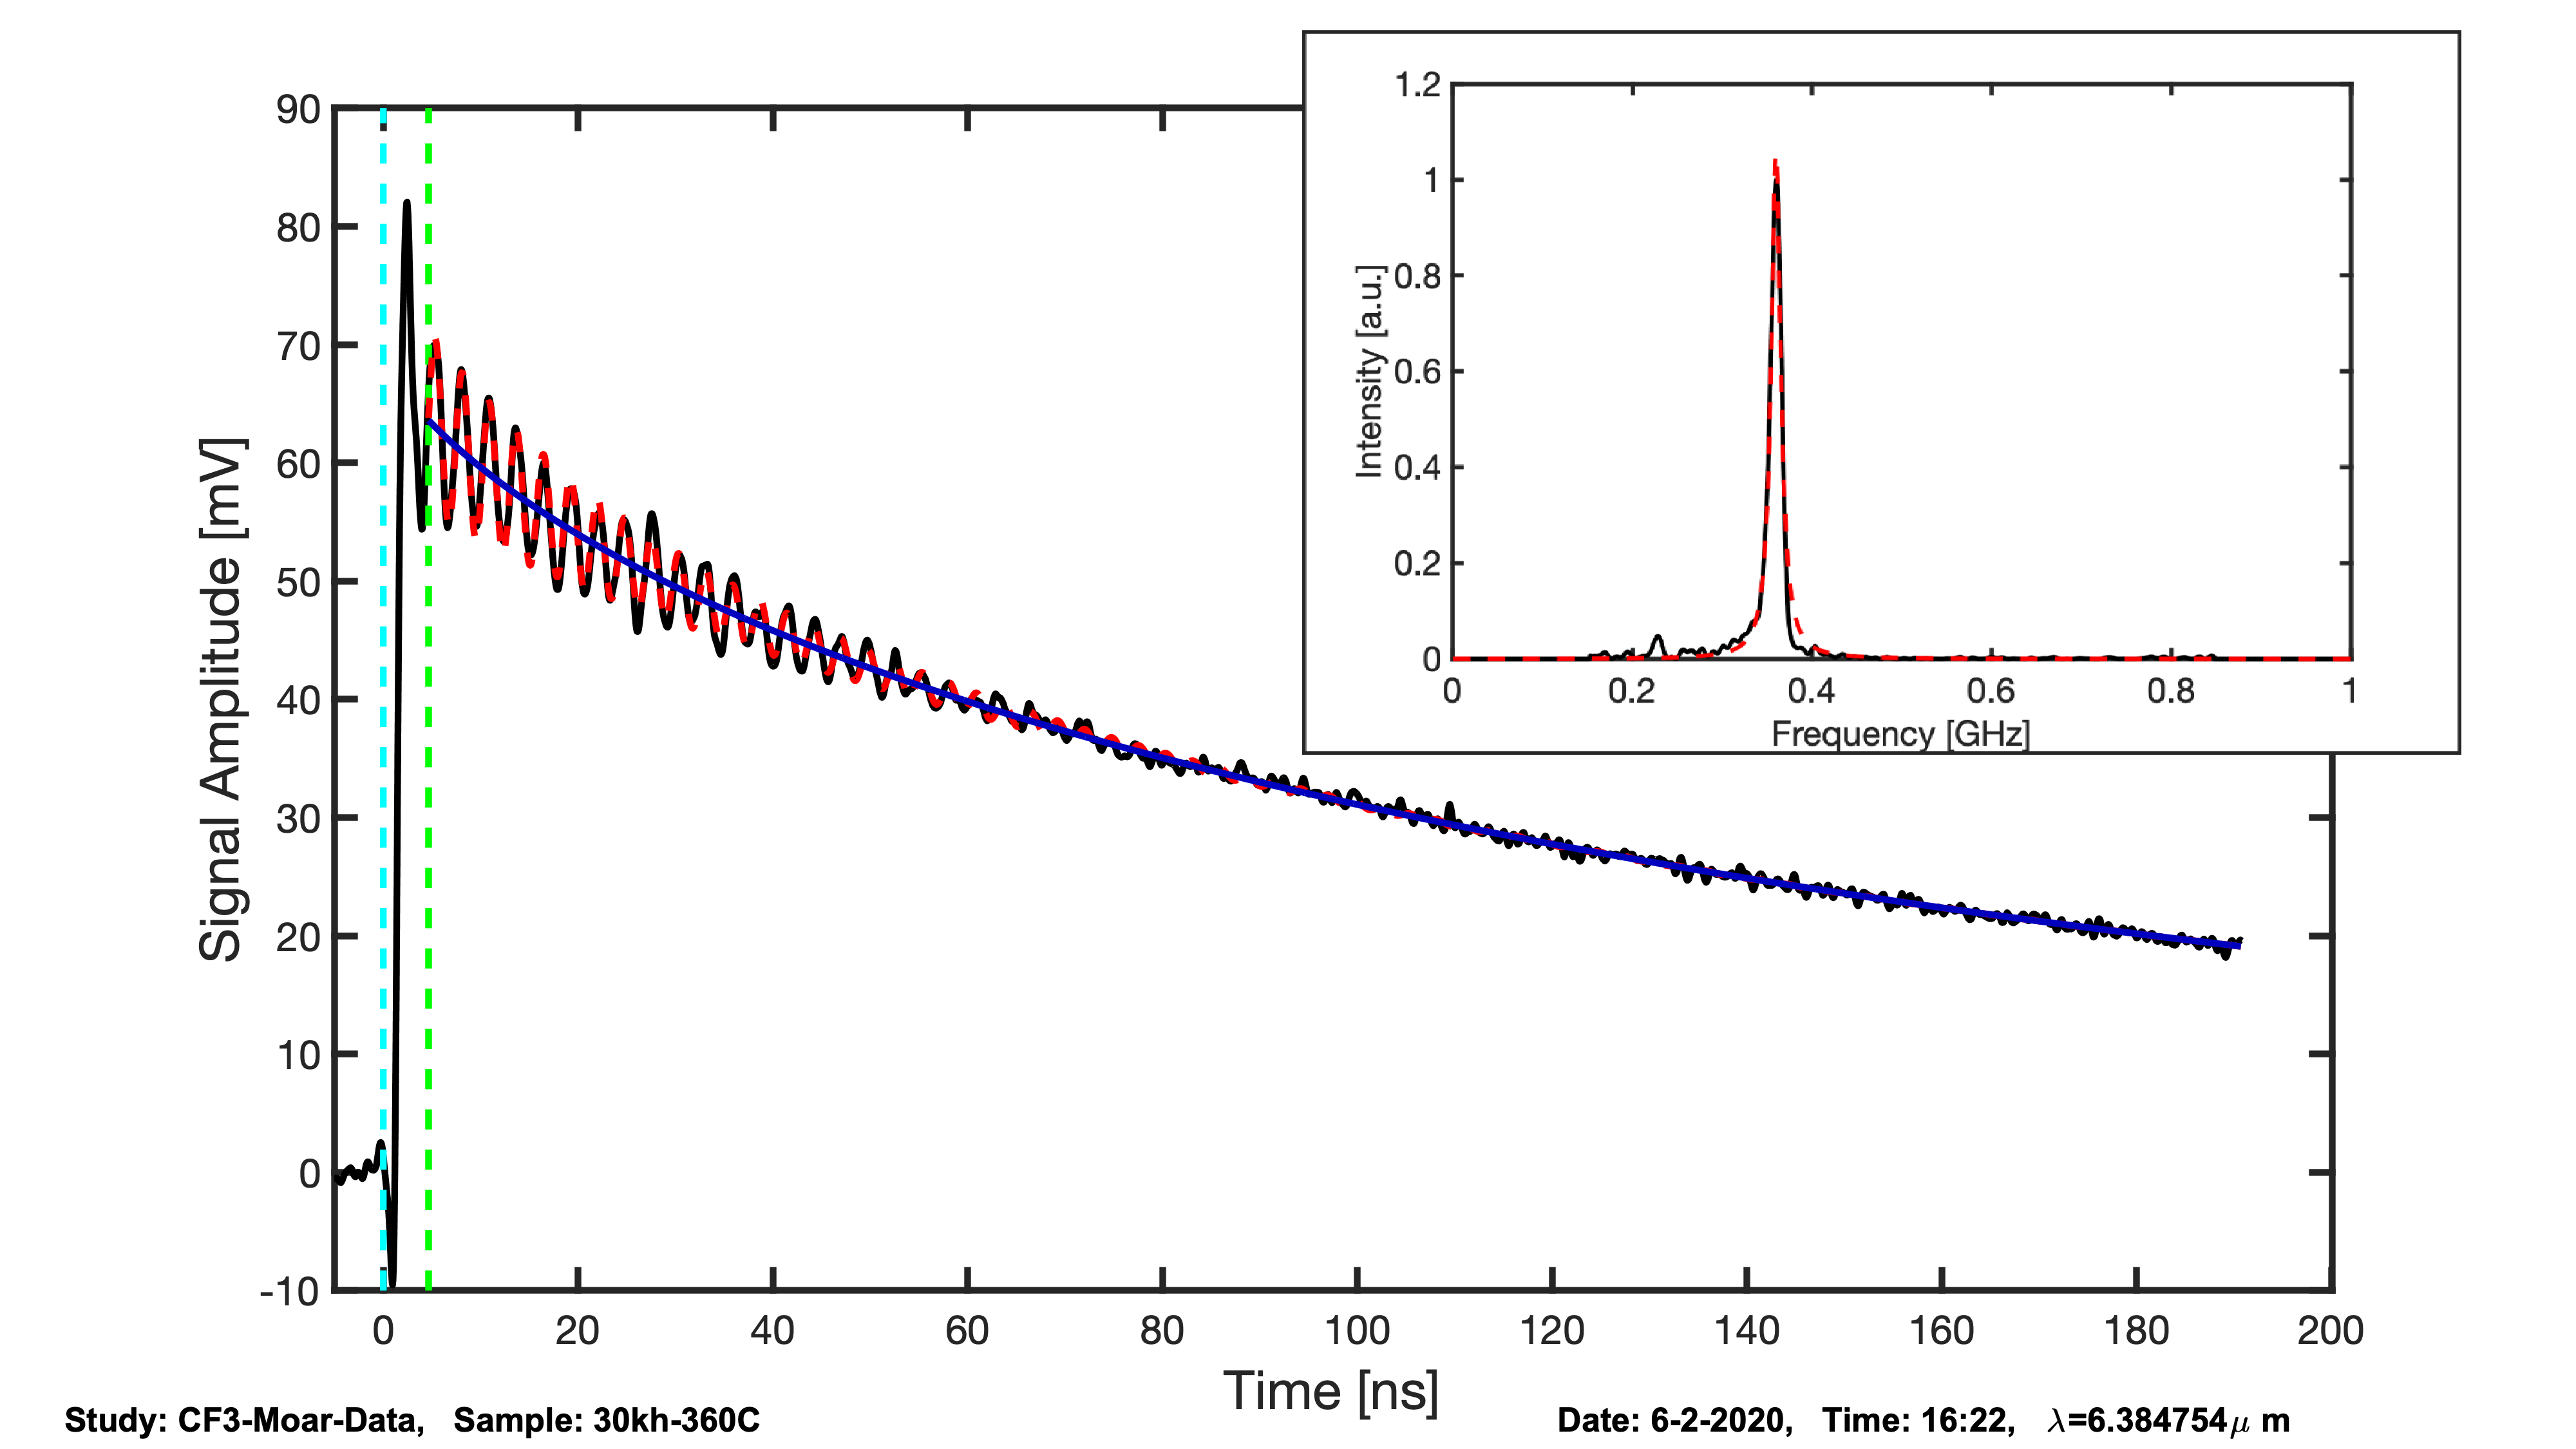 90
80
70
60
50
40
30
20
10
0
-10
Signal Amplitude [mV]
0 20 40 60 80 100 120 140 160 180 200
Time [ns]
1.2
1
0.8
0.6
0.4
0.2
0
Intensity [a.u.]
0 0.2 0.4 0.6 0.8 1
Frequency [GHz]
Study: CF3-Moar-Data, Sample: 30kh-360C
Date: 6-2-2020, Time: 16:22, λ=6.384754μ m